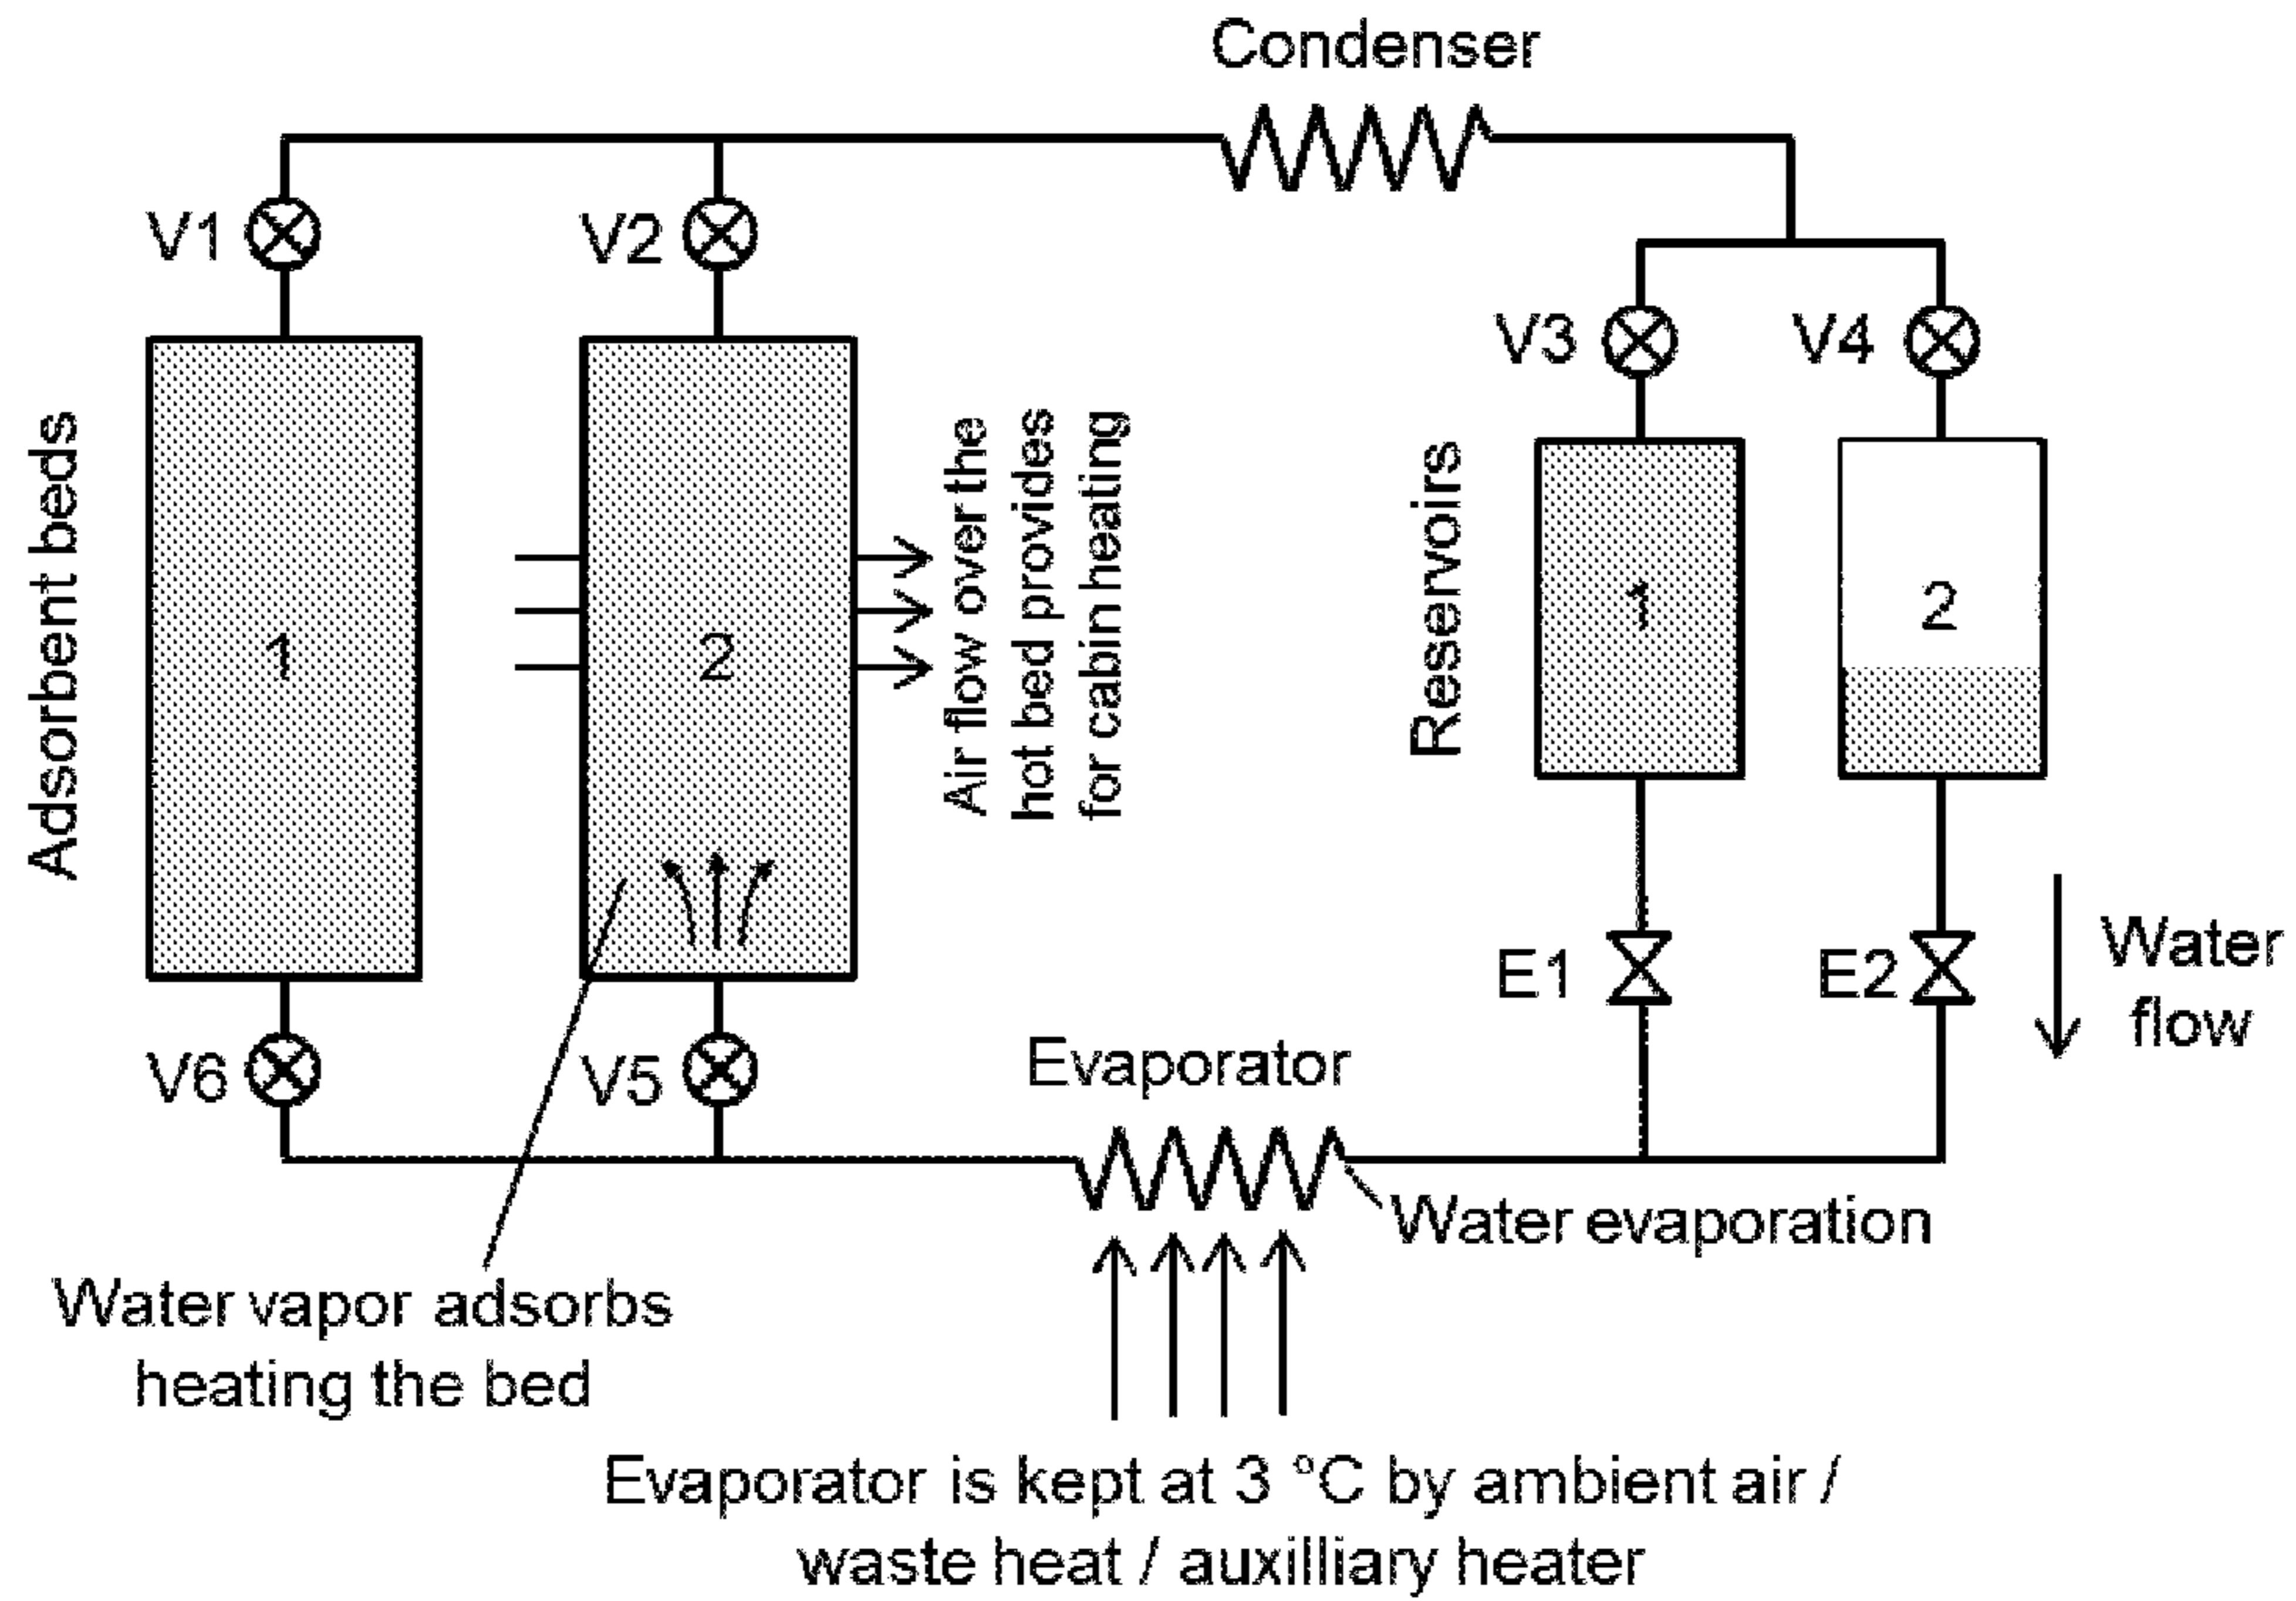 Condenser
V1
V2
V3
V4
Adsorbent beds
1
2
Air flow over the
hot bed provides
for cabin heating
Reservoirs
1
2
E1
E2
Water
flow
V6
V5
Evaporator
Water evaporation
Water vapor adsorbs
heating the bed
Evaporator is kept at 3 °C by ambient air /
waste heat / auxilliary heater